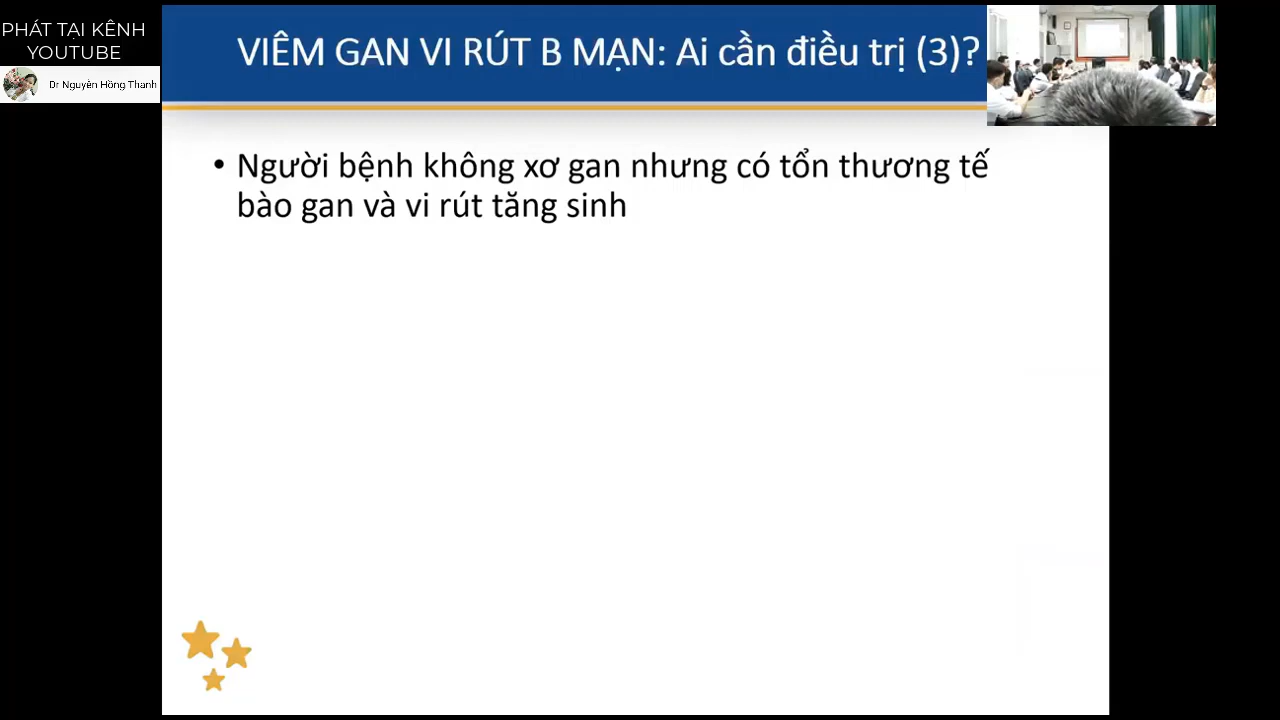 PHÁT TẠI KÊNH
YOUTUBE
Dr Nguyễn Hồng Thanh
VIÊM GAN VI RÚT B MẠN: Ai cần điều trị (3)?
• Người bệnh không xơ gan nhưng có tổn thương tế
bào gan và vi rút tăng sinh